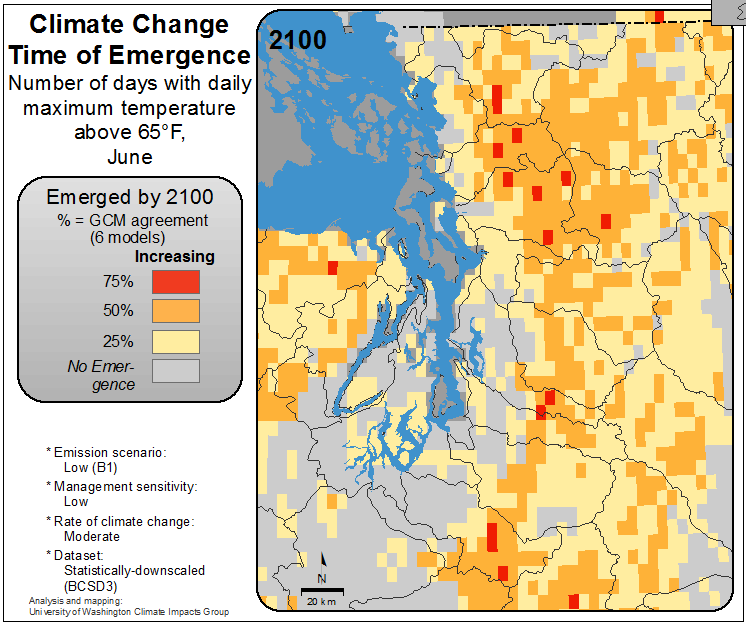 Climate Change
Time of Emergence
Number of days with daily
maximum temperature
above 65°F,
June
Emerged by 2100
% = GCM agreement
(6 models)
Increasing
75%
50%
25%
No Emer-
gence
* Emission scenario:
Low (B1)
* Management sensitivity:
Low
* Rate of climate change:
Moderate
* Dataset:
Statistically-downscaled
(BCSD3)
Analysis and mapping:
University of Washington Climate Impacts Group
2100
N
20 km